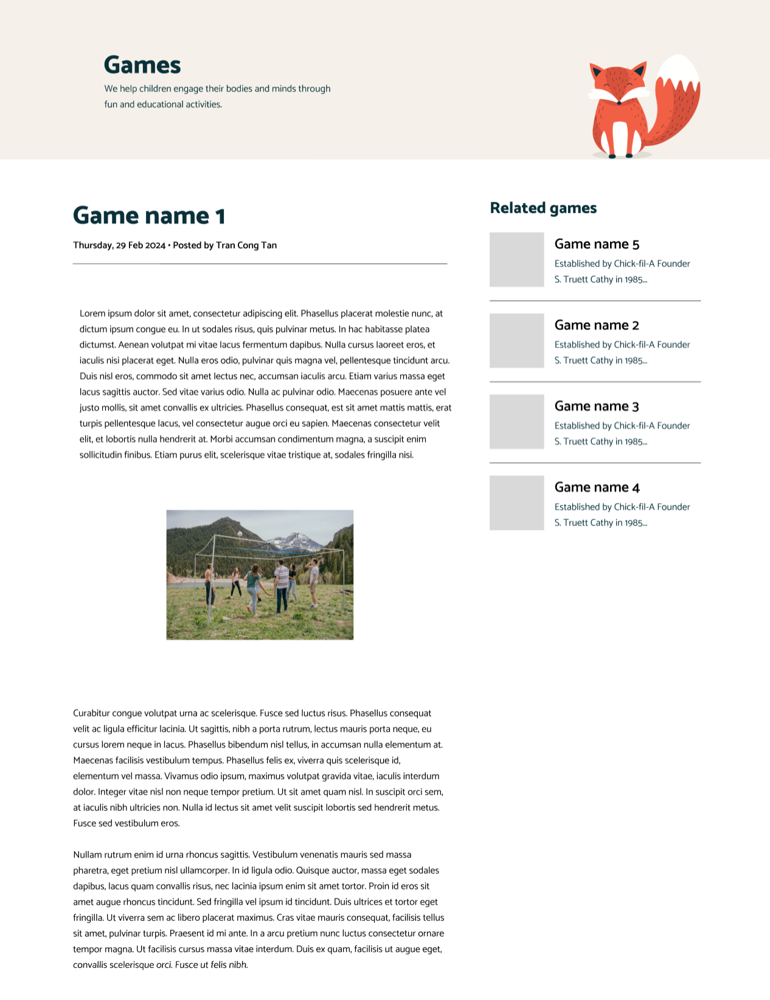 Games
We help children engage their bodies and minds through
fun and educational activities.
Game name 1
Thursday, 29 Feb 2024 • Posted by Tran Cong Tan
Lorem ipsum dolor sit amet, consectetur adipiscing elit. Phasellus placerat molestie nunc, at
dictum ipsum congue eu. In ut sodales risus, quis pulvinar metus. In hac habitasse platea
dictumst. Aenean volutpat mi vitae lacus fermentum dapibus. Nulla cursus laoreet eros, et
iaculis nisi placerat eget. Nulla eros odio, pulvinar quis magna vel, pellentesque tincidunt arcu.
Duis nisl eros, commodo sit amet lectus nec, accumsan iaculis arcu. Etiam varius massa eget
lacus sagittis auctor. Sed vitae varius odio. Nulla ac pulvinar odio. Maecenas posuere ante vel
justo mollis, sit amet convallis ex ultricies. Phasellus consequat, est sit amet mattis mattis, erat
turpis pellentesque lacus, vel consectetur augue orci eu sapien. Maecenas consectetur velit
elit, et lobortis nulla hendrerit at. Morbi accumsan condimentum magna, a suscipit enim
sollicitudin finibus. Etiam purus elit, scelerisque vitae tristique at, sodales fringilla nisi.
Curabitur congue volutpat urna ac scelerisque. Fusce sed luctus risus. Phasellus consequat
velit ac ligula efficitur lacinia. Ut sagittis, nibh a porta rutrum, lectus mauris porta neque, eu
cursus lorem neque in lacus. Phasellus bibendum nisl tellus, in accumsan nulla elementum at.
Maecenas facilisis vestibulum tempus. Phasellus felis ex, viverra quis scelerisque id,
elementum vel massa. Vivamus odio ipsum, maximus volutpat gravida vitae, iaculis interdum
dolor. Integer vitae nisl non neque tempor pretium. Ut sit amet quam nisl. In suscipit orci sem,
at iaculis nibh ultricies non. Nulla id lectus sit amet velit suscipit lobortis sed hendrerit metus.
Fusce sed vestibulum eros.
Nullam rutrum enim id urna rhoncus sagittis. Vestibulum venenatis mauris sed massa
pharetra, eget pretium nisl ullamcorper. In id ligula odio. Quisque auctor, massa eget sodales
dapibus, lacus quam convallis risus, nec lacinia ipsum enim sit amet tortor. Proin id eros sit
amet augue rhoncus tincidunt. Sed fringilla vel ipsum id tincidunt. Duis ultrices et tortor eget
fringilla. Ut viverra sem ac libero placerat maximus. Cras vitae mauris consequat, facilisis tellus
sit amet, pulvinar turpis. Praesent id mi ante. In a arcu pretium nunc luctus consectetur ornare
tempor magna. Ut facilisis cursus massa vitae interdum. Duis ex quam, facilisis ut augue eget,
convallis scelerisque orci. Fusce ut felis nibh.
Related games
Game name 5
Established by Chick-fil-A Founder
S. Truett Cathy in 1985...
Game name 2
Established by Chick-fil-A Founder
S. Truett Cathy in 1985...
Game name 3
Established by Chick-fil-A Founder
S. Truett Cathy in 1985...
Game name 4
Established by Chick-fil-A Founder
S. Truett Cathy in 1985...